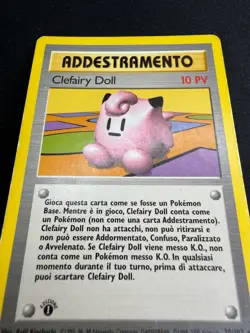 ADDESTRAMENTO
Clefairy Doll 10 PV
Gioca questa carta come se fosse un Pokémon
Base. Mentre è in gioco, Clefairy Doll conta come
un Pokémon (non come una carta Addestramento).
Clefairy Doll non ha attacchi, non può ritirarsi e non
può essere Addormentato, Confuso, Paralizzato
o Avvelenato. Se Clefairy Doll viene messo K.O., non
conta come un Pokémon messo K.O. In qualsiasi
momento durante il tuo turno, prima di attaccare,
puoi scartare Clefairy Doll.
EDIZIONE
1